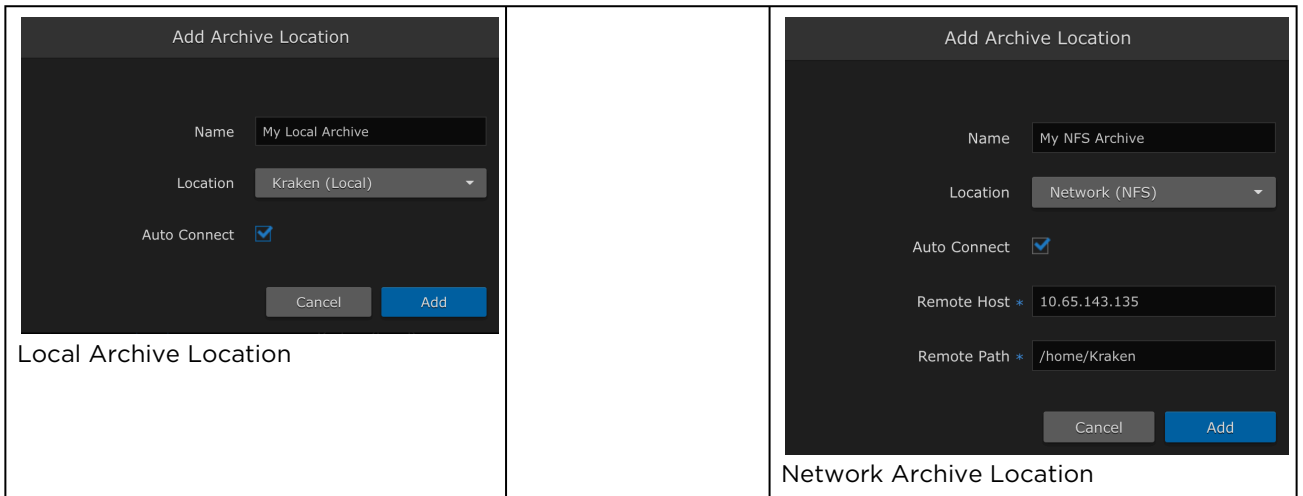 Add Archive Location
Name My Local Archive
Location Kraken (Local)
Auto Connect
Cancel Add
Local Archive Location
Add Archive Location
Name My NFS Archive
Location Network (NFS)
Auto Connect
Remote Host * 10.65.143.135
Remote Path * /home/Kraken
Cancel Add
Network Archive Location